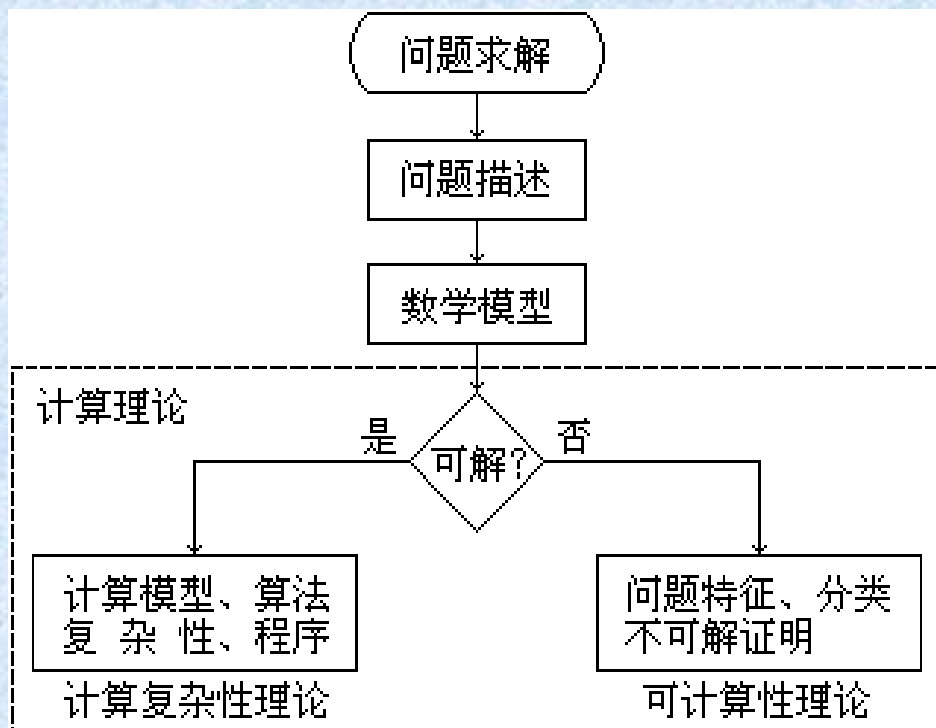 问题求解
问题描述
数学模型
计算理论
是
可解?
否
计算模型、算法
复杂性、程序
计算复杂性理论
问题特征、分类
不可解证明
可计算性理论